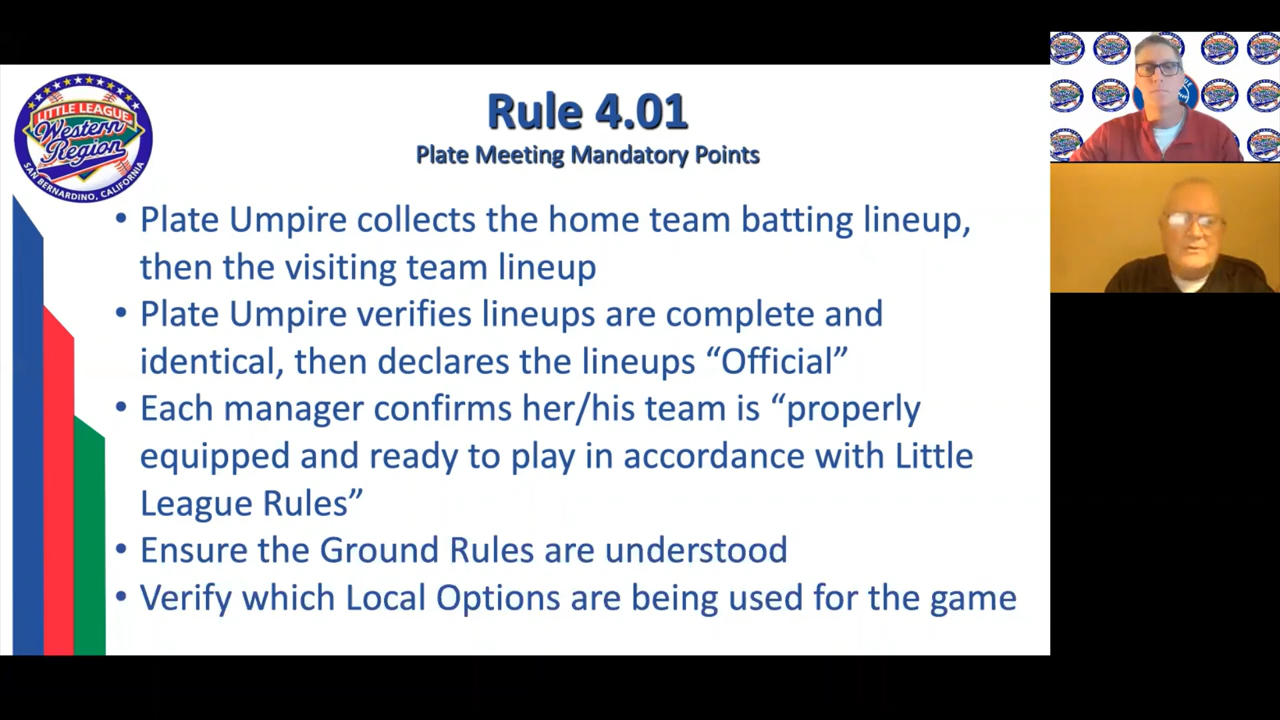 LITTLE LEAGUE
Western
Region
SAN BERNARDINO, CALIFORNIA
Rule 4.01
Plate Meeting Mandatory Points
• Plate Umpire collects the home team batting lineup,
then the visiting team lineup
• Plate Umpire verifies lineups are complete and
identical, then declares the lineups “Official”
• Each manager confirms her/his team is “properly
equipped and ready to play in accordance with Little
League Rules”
• Ensure the Ground Rules are understood
• Verify which Local Options are being used for the game